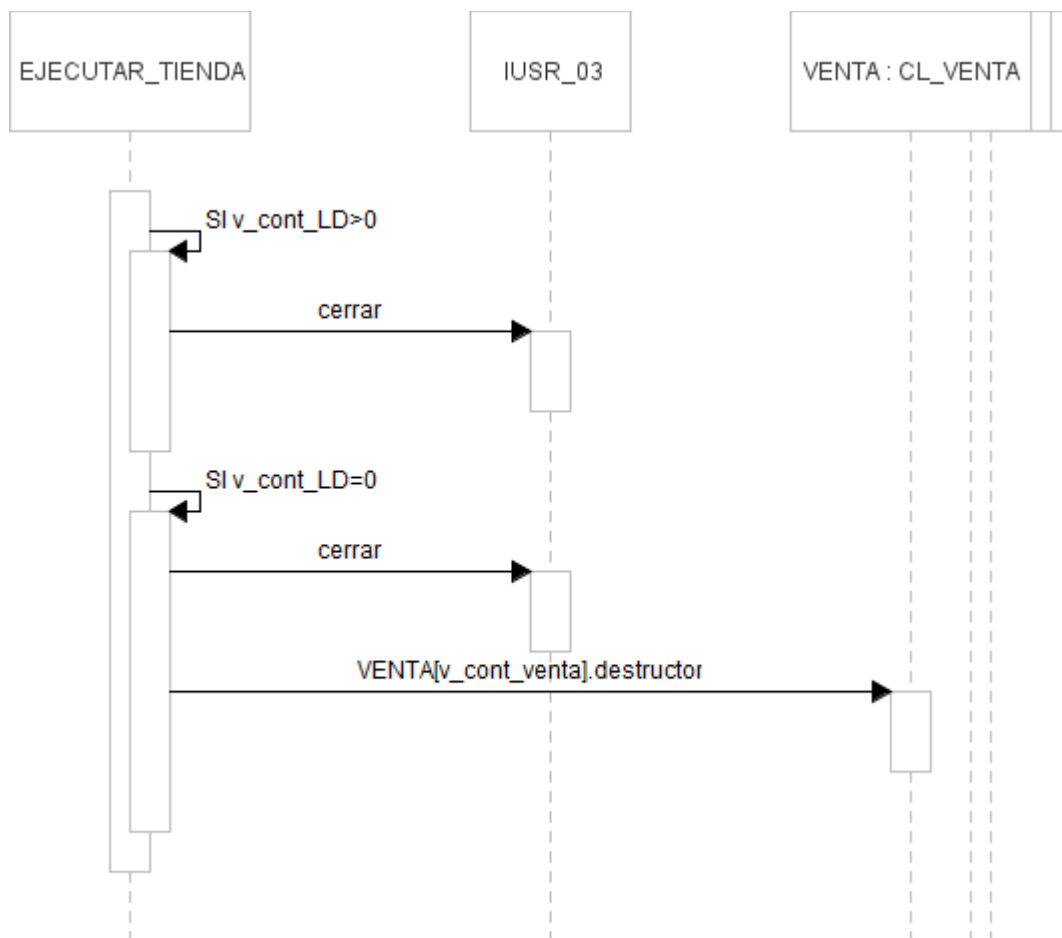 EJECUTAR_TIENDA
IUSR_03
VENTA : CL_VENTA
SI v_cont_LD>0
cerrar
SI v_cont_LD=0
cerrar
VENTA[v_cont_venta].destructor